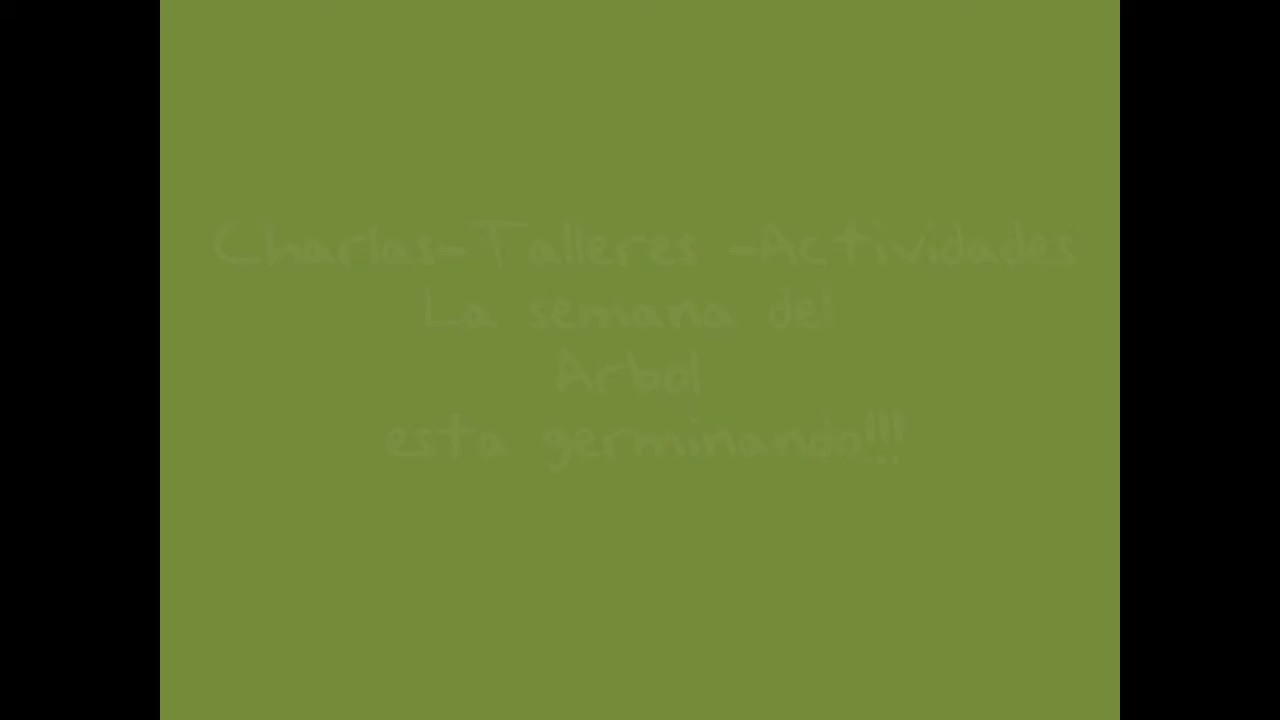 Charlas-Talleres -Actividades
La semana del
Arbol
esta germinando!!!